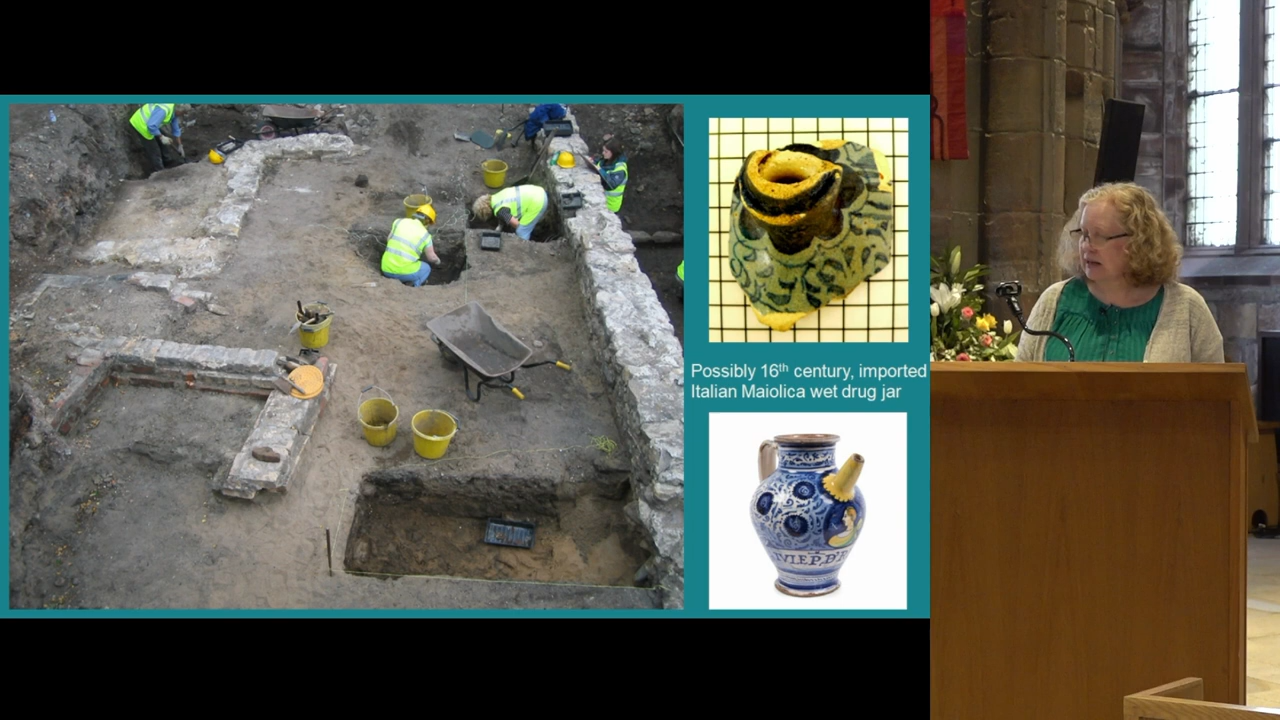 Possibly 16th century, imported
Italian Maiolica wet drug jar